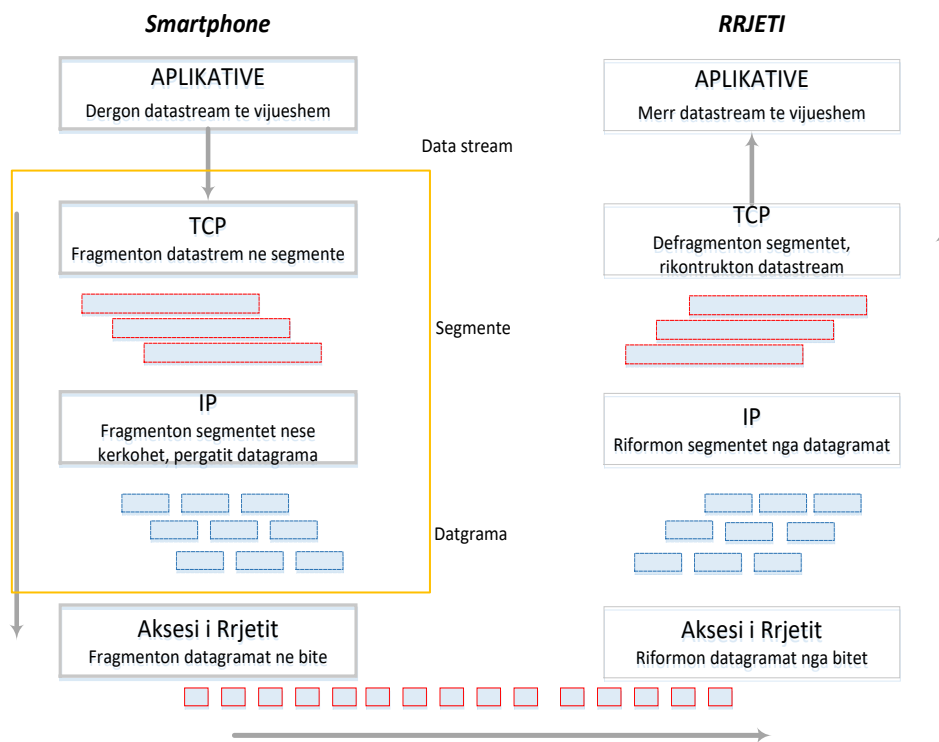 Smartphone
RRJETI
APLIKATIVE
Dergon datastream te vijueshem
APLIKATIVE
Merr datastream te vijueshem
Data stream
TCP
Fragmenton datastrem ne segmente
TCP
Defragmenton segmentet,
rikontrukton datastream
Segmente
IP
Fragmenton segmentet nese
kerkohet, pergatit datagrama
IP
Riformon segmentet nga datagramat
Datgrama
Aksesi i Rrjetit
Fragmenton datagramat ne bite
Aksesi i Rrjetit
Riformon datagramat nga bitet